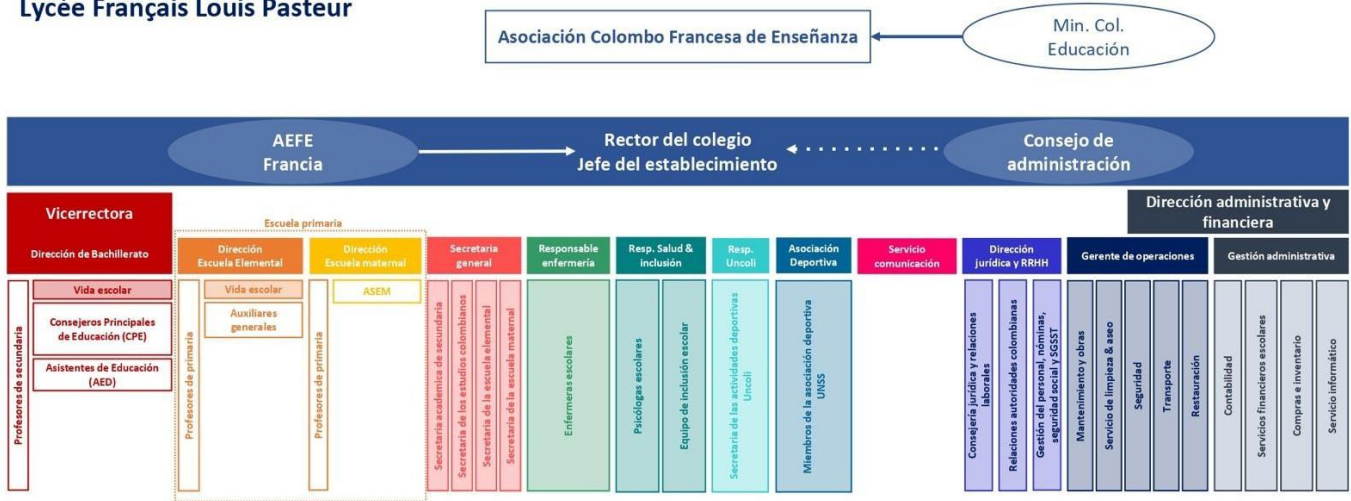 Lycée Français Louis Pasteur
Asociación Colombo Francesa de Enseñanza
Min. Col.
Educación
AEFE
Francia
Rector del colegio
Jefe del establecimiento
Consejo de
administración
Vicerrectora
Dirección de Bachillerato
Escuela primaria
Dirección
Escuela Elemental
Dirección
Escuela maternal
Secretaria
general
Responsable
enfermería
Resp. Salud &
inclusión
Resp.
Uncoli
Asociación
Deportiva
Servicio
comunicación
Dirección
jurídica y RRHH
Dirección administrativa y
financiera
Gerente de operaciones
Gestión administrativa
Profesores de secundaria
Vida escolar
Consejeros Principales
de Educación (CPE)
Asistentes de Educación
(AED)
Profesores de primaria
Vida escolar
Auxiliares
generales
Profesores de primaria
ASEM
Secretaria academica de secundaria
Secretaria de los estudios colombianos
Secretaria de la escuela elemental
Secretaria de la escuela maternal
Enfermeras escolares
Psicólogas escolares
Equipo de inclusión escolar
Secretaria de las actividades deportivas
Uncoli
Miembros de la asociación deportiva
UNSS
Consejería jurídica y relaciones
laborales
Relaciones autoridades colombianas
Gestión del personal, nóminas,
seguridad social y SGSST
Mantenimiento y obras
Servicio de limpieza & aseo
Seguridad
Transporte
Restauración
Contabilidad
Servicios financieros escolares
Compras e inventario
Servicio informático